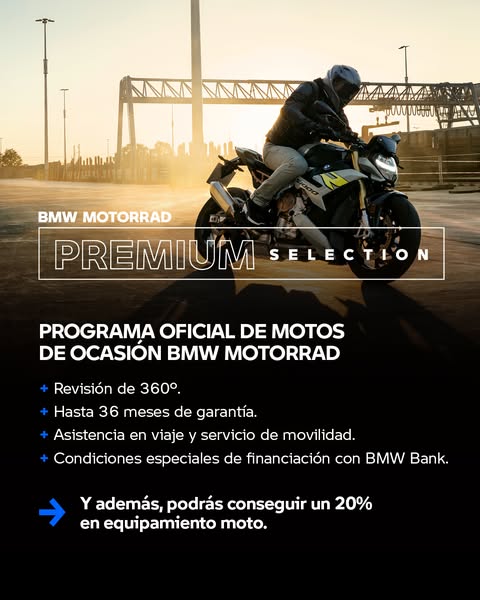 BMW MOTORRAD
PREMIUM SELECTION
PROGRAMA OFICIAL DE MOTOS
DE OCASIÓN BMW MOTORRAD
+ Revisión de 360º.
+ Hasta 36 meses de garantía.
+ Asistencia en viaje y servicio de movilidad.
+ Condiciones especiales de financiación con BMW Bank.
Y además, podrás conseguir un 20%
en equipamiento moto.